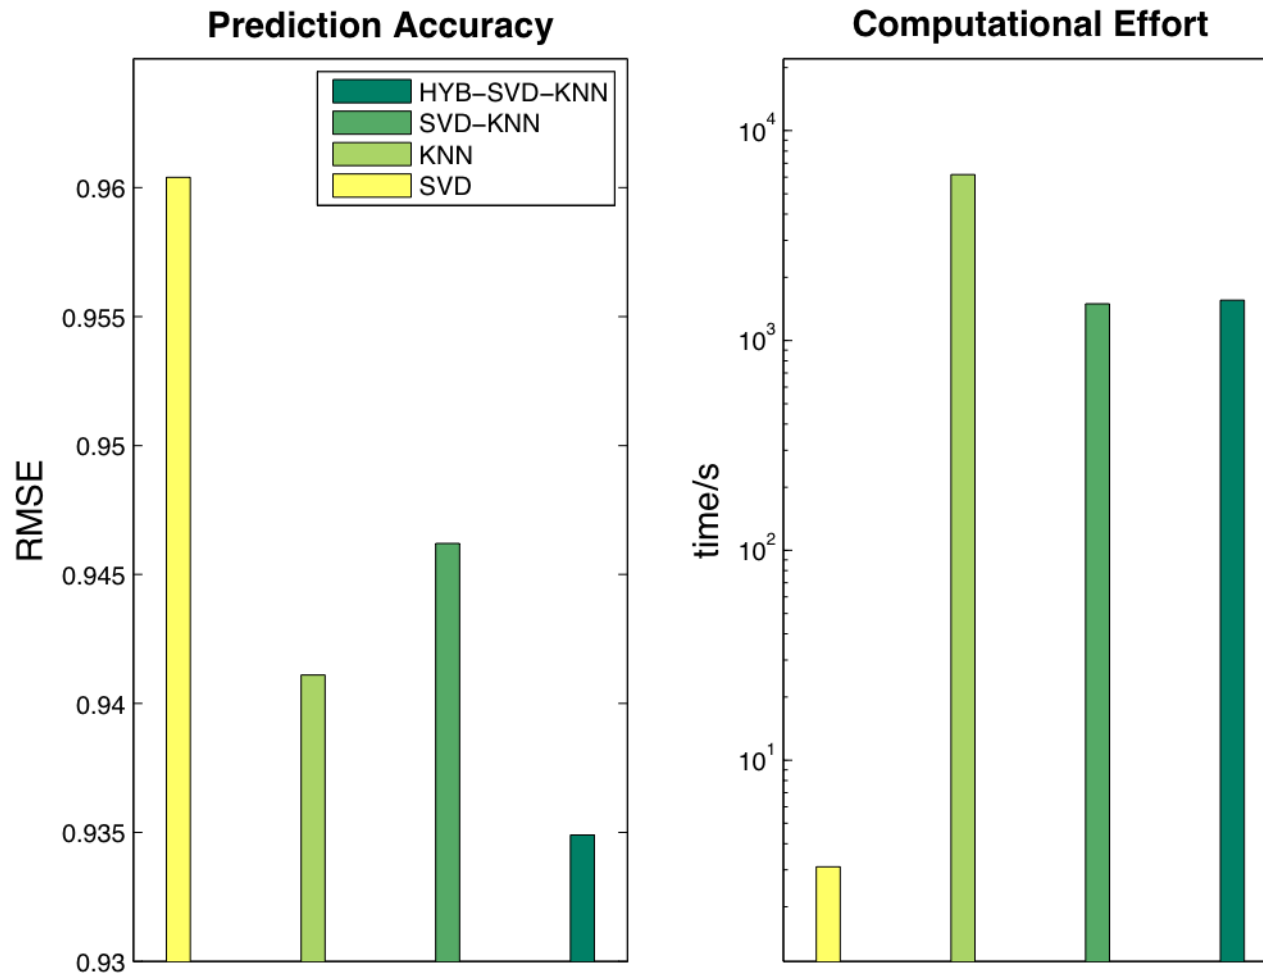 Prediction Accuracy
HYB-SVD-KNN
SVD-KNN
KNN
SVD
0.96
0.955
0.95
0.945
0.94
0.935
0.93
RMSE
Computational Effort
10^4
10^3
10^2
10^1
time/s